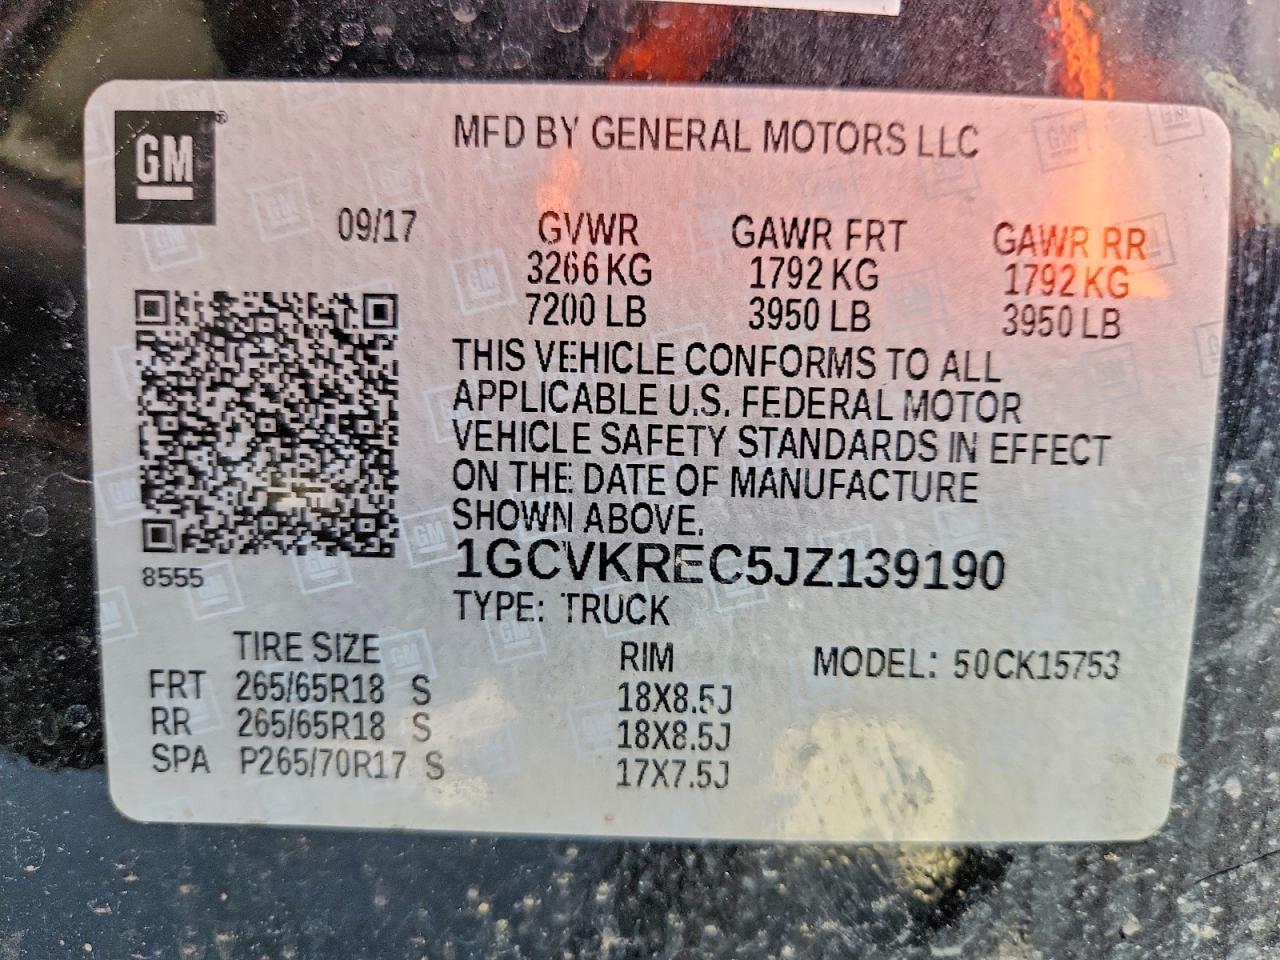 GM
MFD BY GENERAL MOTORS LLC
09/17 GVWR GAWR FRT GAWR RR
3266 KG 1792 KG 1792 KG
7200 LB 3950 LB 3950 LB
THIS VEHICLE CONFORMS TO ALL
APPLICABLE U.S. FEDERAL MOTOR
VEHICLE SAFETY STANDARDS IN EFFECT
ON THE DATE OF MANUFACTURE
SHOWN ABOVE.
8555
1GCVKREC5JZ139190
TYPE: TRUCK
TIRE SIZE RIM MODEL: 50CK15753
FRT 265/65R18 S 18X8.5J
RR 265/65R18 S 18X8.5J
SPA P265/70R17 S 17X7.5J